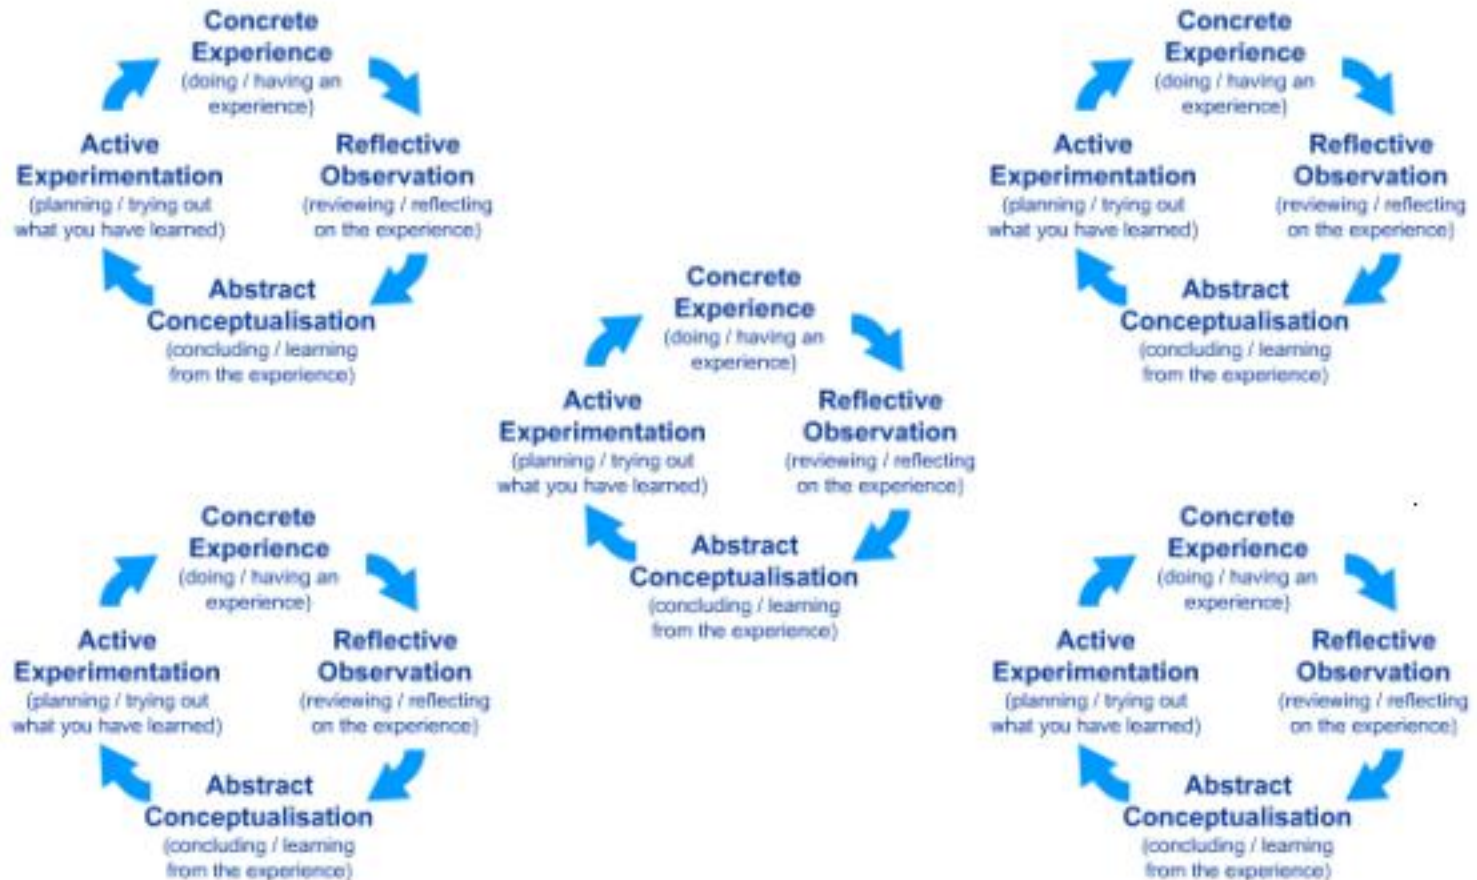 Concrete
Experience
(doing / having an
experience)
Active
Experimentation
(planning / trying out
what you have learned)
Reflective
Observation
(reviewing / reflecting
on the experience)
Abstract
Conceptualisation
(concluding / learning
from the experience)
Concrete
Experience
(doing / having an
experience)
Active
Experimentation
(planning / trying out
what you have learned)
Reflective
Observation
(reviewing / reflecting
on the experience)
Abstract
Conceptualisation
(concluding / learning
from the experience)
Concrete
Experience
(doing / having an
experience)
Active
Experimentation
(planning / trying out
what you have learned)
Reflective
Observation
(reviewing / reflecting
on the experience)
Abstract
Conceptualisation
(concluding / learning
from the experience)
Concrete
Experience
(doing / having an
experience)
Active
Experimentation
(planning / trying out
what you have learned)
Reflective
Observation
(reviewing / reflecting
on the experience)
Abstract
Conceptualisation
(concluding / learning
from the experience)
Concrete
Experience
(doing / having an
experience)
Active
Experimentation
(planning / trying out
what you have learned)
Reflective
Observation
(reviewing / reflecting
on the experience)
Abstract
Conceptualisation
(concluding / learning
from the experience)